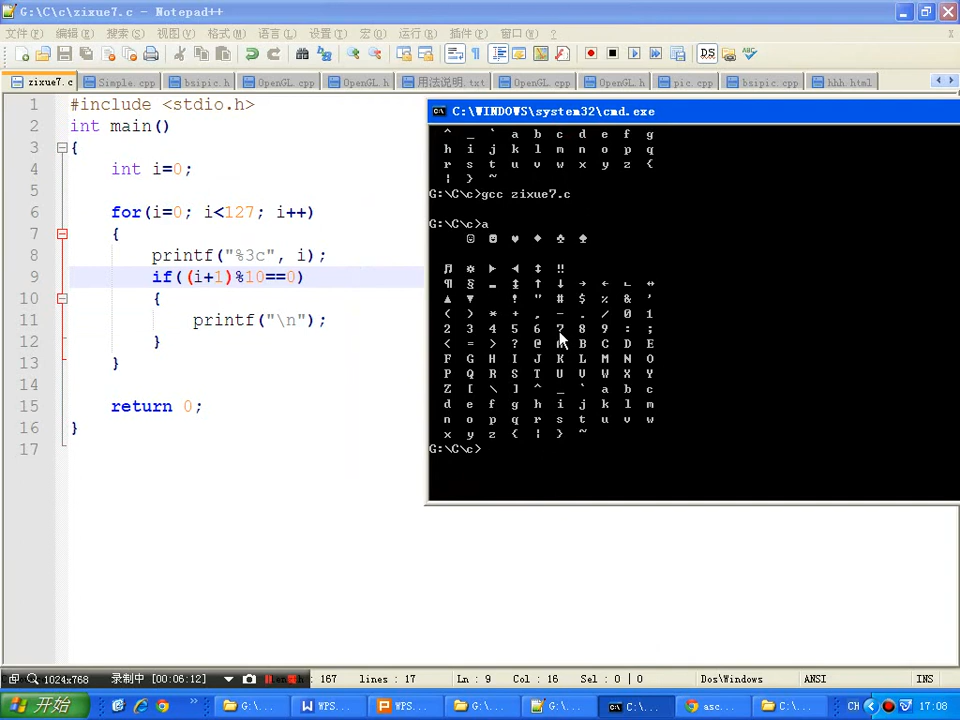 G:\C\c\zixue7.c - Notepad++
文件(F) 编辑(E) 搜索(S) 视图(V) 格式(M) 语言(L) 设置(T) 宏(O) 运行(R) 插件(P) 窗口(W) ? X
zixue7.c Simple.cpp bsipic.h OpenGL.cpp OpenGL.h 用法说明.txt OpenGL.cpp OpenGL.h pic.cpp bsipic.cpp hhh.html
1 #include <stdio.h>
2 int main()
3 {
4 int i=0;
5
6 for(i=0; i<127; i++)
7 {
8 printf("%3c", i);
9 if((i+1)%10==0)
10 {
11 printf("\n");
12 }
13 }
14
15 return 0;
16 }
17
C:\WINDOWS\system32\cmd.exe
^ _ ` a b c d e f g
h i j k l m n o p q
r s t u v w x y z {
¦ } ~
G:\C\c>gcc zixue7.c
G:\C\c>a
☺ ☻ ♥ ♦ ♣ ♠
♫ ☼ ► ◄ ↕ ‼
¶ § ▬ ↨ ↑ ↓ → ← ∟ ↔
▲ ▼ ! " # $ % & '
( ) * + , - . / 0 1
2 3 4 5 6 7 8 9 : ;
< = > ? @ A B C D E
F G H I J K L M N O
P Q R S T U V W X Y
Z [ \ ] ^ _ ` a b c
d e f g h i j k l m
n o p q r s t u v w
x y z { ¦ } ~
G:\C\c>
1024x768 录制中 [00:06:12] : 167 lines : 17 Ln : 9 Col : 16 Sel : 0 | 0 Dos\Windows ANSI INS
开始 G:\... WPS... WPS... G:\... G:\... C:\... asc... C:\... CH 17:08